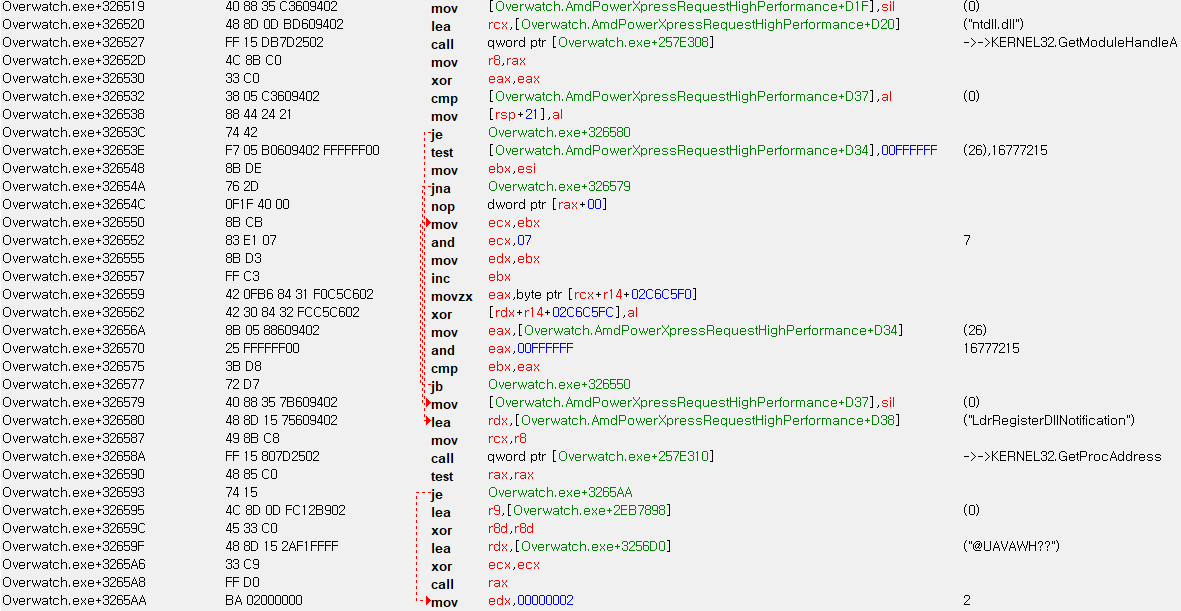 Overwatch.exe+326519 40 88 35 C3609402 mov [Overwatch.AmdPowerXpressRequestHighPerformance+D1F],sil (0)
Overwatch.exe+326520 48 8D 0D BD609402 lea rcx,[Overwatch.AmdPowerXpressRequestHighPerformance+D20] ("ntdll.dll")
Overwatch.exe+326527 FF 15 DB7D2502 call qword ptr [Overwatch.exe+257E308] ->->KERNEL32.GetModuleHandleA
Overwatch.exe+32652D 4C 8B C0 mov r8,rax
Overwatch.exe+326530 33 C0 xor eax,eax
Overwatch.exe+326532 38 05 C3609402 cmp [Overwatch.AmdPowerXpressRequestHighPerformance+D37],al (0)
Overwatch.exe+326538 88 44 24 21 mov [rsp+21],al
Overwatch.exe+32653C 74 42 je Overwatch.exe+326580
Overwatch.exe+32653E F7 05 B0609402 FFFFFF00 test [Overwatch.AmdPowerXpressRequestHighPerformance+D34],00FFFFFF (26),16777215
Overwatch.exe+326548 8B DE mov ebx,esi
Overwatch.exe+32654A 76 2D jna Overwatch.exe+326579
Overwatch.exe+32654C 0F1F 40 00 nop dword ptr [rax+00]
Overwatch.exe+326550 8B CB mov ecx,ebx
Overwatch.exe+326552 83 E1 07 and ecx,07 7
Overwatch.exe+326555 8B D3 mov edx,ebx
Overwatch.exe+326557 FF C3 inc ebx
Overwatch.exe+326559 42 0FB6 84 31 F0C5C602 movzx eax,byte ptr [rcx+r14+02C6C5F0]
Overwatch.exe+326562 42 30 84 32 FCC5C602 xor [rdx+r14+02C6C5FC],al
Overwatch.exe+32656A 8B 05 88609402 mov eax,[Overwatch.AmdPowerXpressRequestHighPerformance+D34] (26)
Overwatch.exe+326570 25 FFFFFF00 and eax,00FFFFFF 16777215
Overwatch.exe+326575 3B D8 cmp ebx,eax
Overwatch.exe+326577 72 D7 jb Overwatch.exe+326550
Overwatch.exe+326579 40 88 35 7B609402 mov [Overwatch.AmdPowerXpressRequestHighPerformance+D37],sil (0)
Overwatch.exe+326580 48 8D 15 75609402 lea rdx,[Overwatch.AmdPowerXpressRequestHighPerformance+D38] ("LdrRegisterDllNotification")
Overwatch.exe+326587 49 8B C8 mov rcx,r8
Overwatch.exe+32658A FF 15 807D2502 call qword ptr [Overwatch.exe+257E310] ->->KERNEL32.GetProcAddress
Overwatch.exe+326590 48 85 C0 test rax,rax
Overwatch.exe+326593 74 15 je Overwatch.exe+3265AA
Overwatch.exe+326595 4C 8D 0D FC12B902 lea r9,[Overwatch.exe+2EB7898] (0)
Overwatch.exe+32659C 45 33 C0 xor r8d,r8d
Overwatch.exe+32659F 48 8D 15 2AF1FFFF lea rdx,[Overwatch.exe+3256D0] ("@UAVAWH??")
Overwatch.exe+3265A6 33 C9 xor ecx,ecx
Overwatch.exe+3265A8 FF D0 call rax
Overwatch.exe+3265AA BA 02000000 mov edx,00000002 2